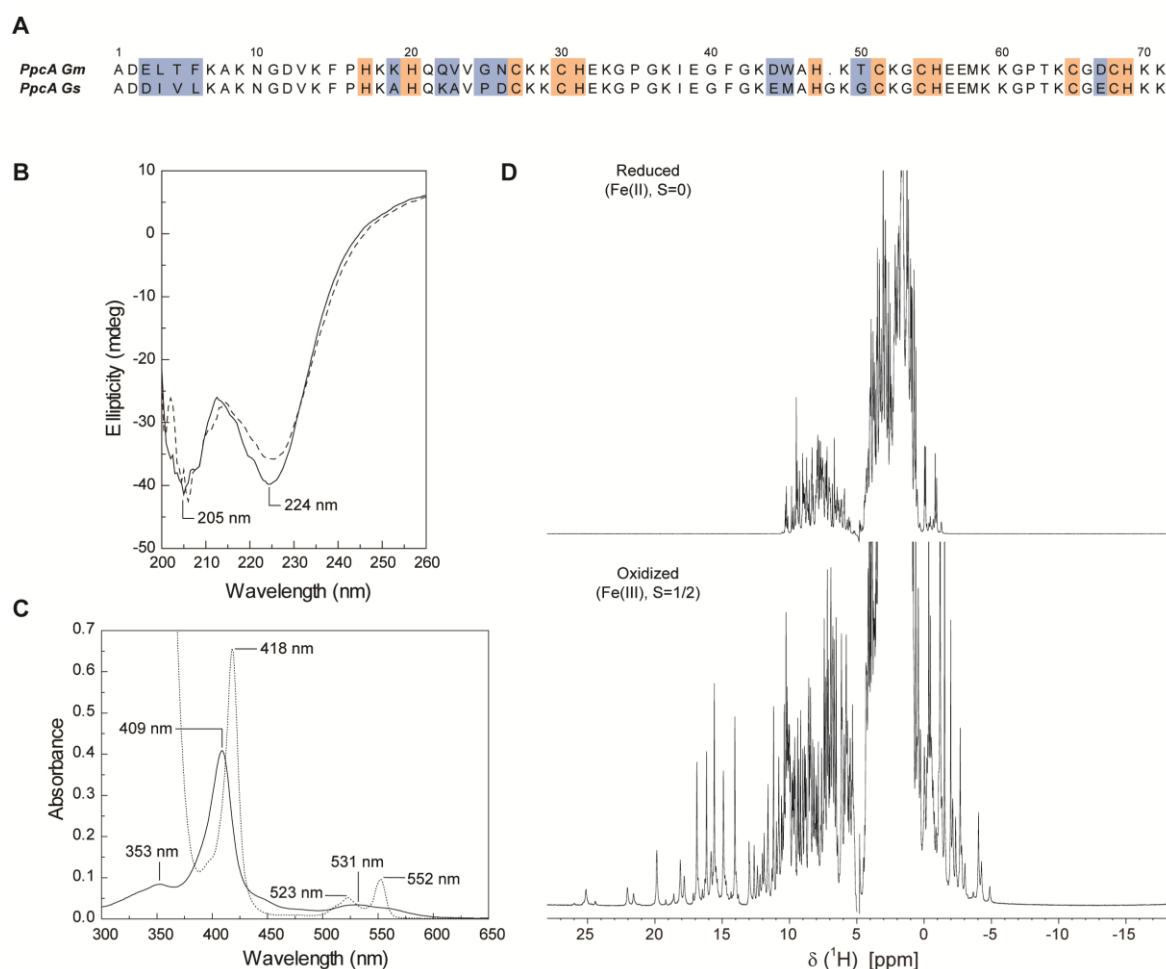 A
1 10 20 30 40 50 60 70
PpcA Gm A D E L T F K A K N G D V K F P H K K H Q Q V V G N C K K C H E K G P G K I E G F G K D W A H . K T C K G C H E E M K K G P T K C G D C H K K
PpcA Gs A D D I V L K A K N G D V K F P H K A H Q K A V P D C K K C H E K G P G K I E G F G K E M A H G K G C K G C H E E M K K G P T K C G E C H K K
B
10
0
-10
-20
-30
-40
-50
Ellipticity (mdeg)
205 nm
224 nm
200 210 220 230 240 250 260
Wavelength (nm)
C
0.7
0.6
0.5
0.4
0.3
0.2
0.1
0.0
Absorbance
418 nm
409 nm
353 nm
531 nm
523 nm
552 nm
300 350 400 450 500 550 600 650
Wavelength (nm)
D
Reduced
(Fe(II), S=0)
Oxidized
(Fe(III), S=1/2)
25 20 15 10 5 0 -5 -10 -15
δ (¹H) [ppm]